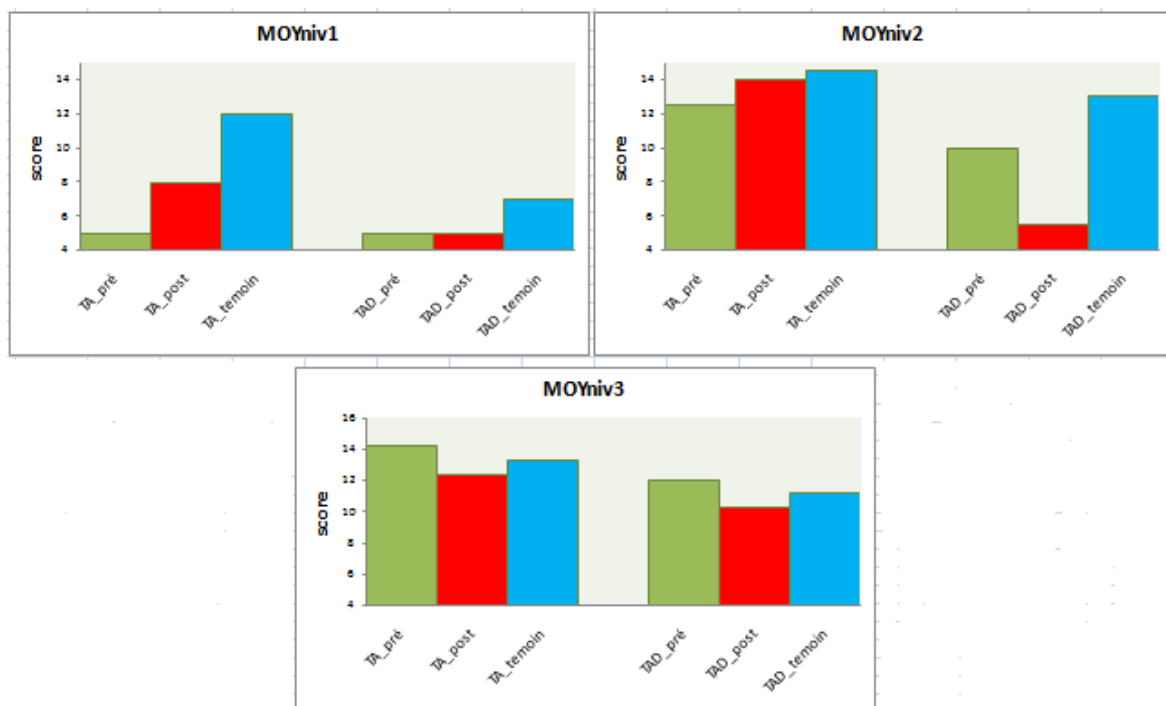 MOYniv1
14
12
10
8
6
4
score
TA_pré
TA_post
TA_temoin
TAD_pré
TAD_post
TAD_temoin
MOYniv2
14
12
10
8
6
4
score
TA_pré
TA_post
TA_temoin
TAD_pré
TAD_post
TAD_temoin
MOYniv3
16
14
12
10
8
6
4
score
TA_pré
TA_post
TA_temoin
TAD_pré
TAD_post
TAD_temoin